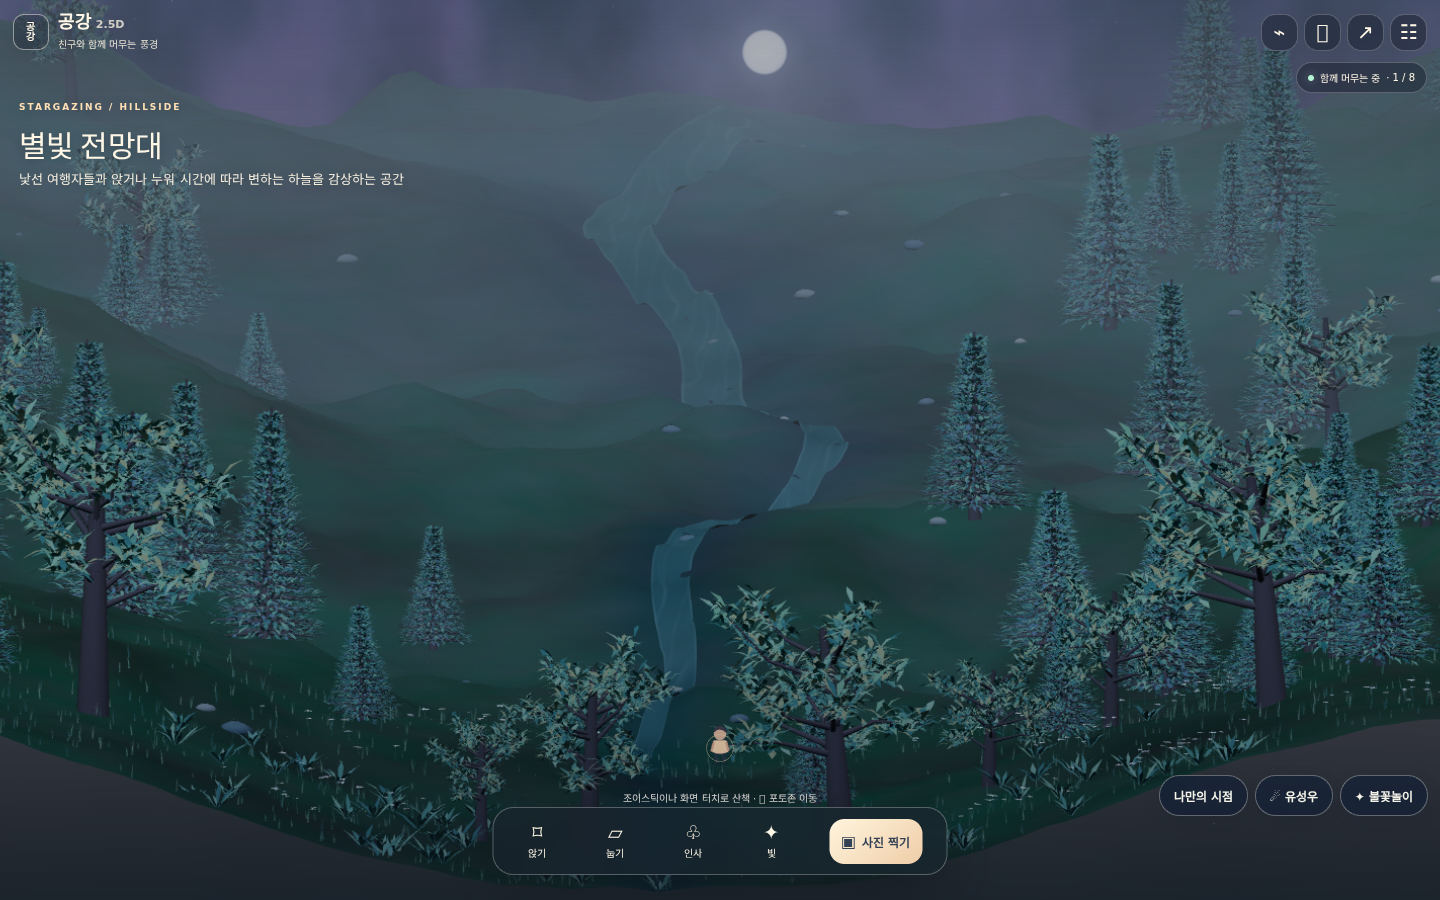 공강
공강 2.5D
친구와 함께 머무는 풍경
함께 머무는 중 · 1 / 8
STARGAZING / HILLSIDE
별빛 전망대
낯선 여행자들과 앉거나 누워 시간에 따라 변하는 하늘을 감상하는 공간
나만의 시점
유성우
불꽃놀이
조이스틱이나 화면 터치로 산책 · 포토존 이동
앉기
눕기
인사
빛
사진 찍기